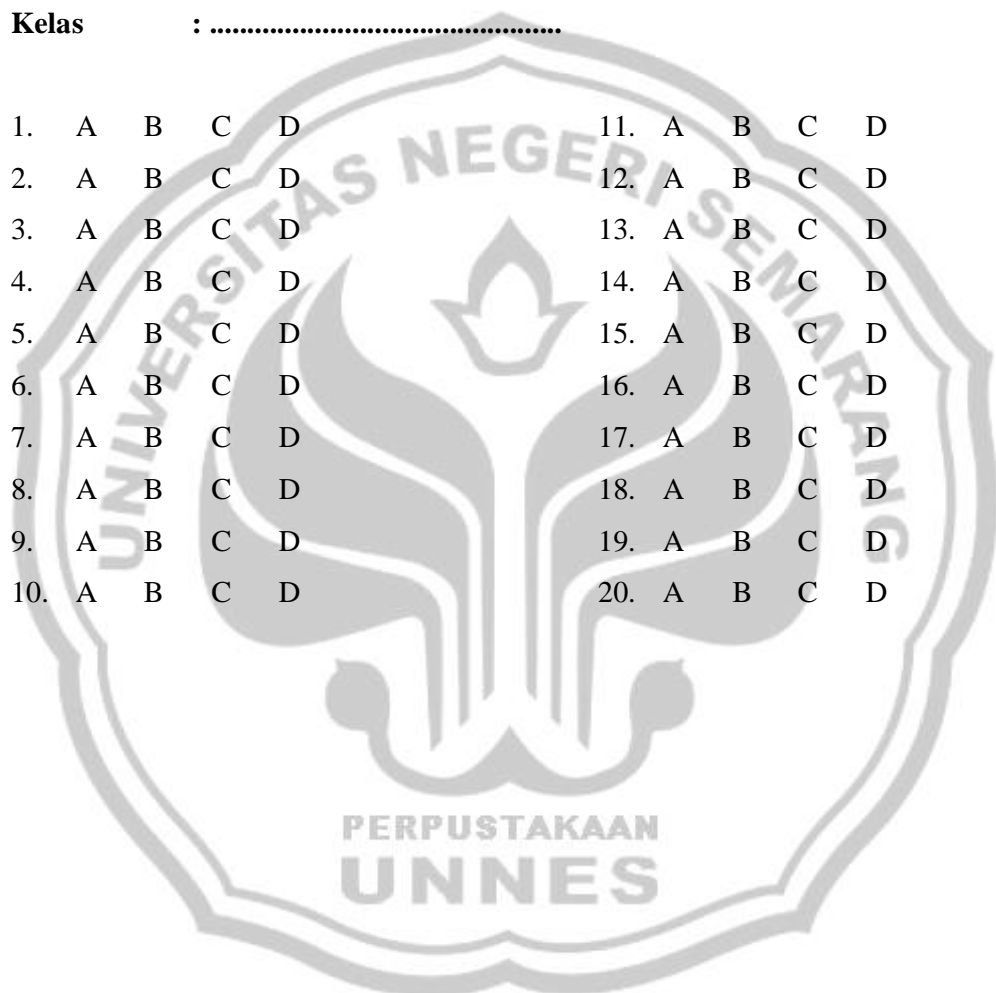 Kelas : ...............................................
1. A B C D 11. A B C D
2. A B C D 12. A B C D
3. A B C D 13. A B C D
4. A B C D 14. A B C D
5. A B C D 15. A B C D
6. A B C D 16. A B C D
7. A B C D 17. A B C D
8. A B C D 18. A B C D
9. A B C D 19. A B C D
10. A B C D 20. A B C D
UNIVERSITAS NEGERI SEMARANG
PERPUSTAKAAN
UNNES